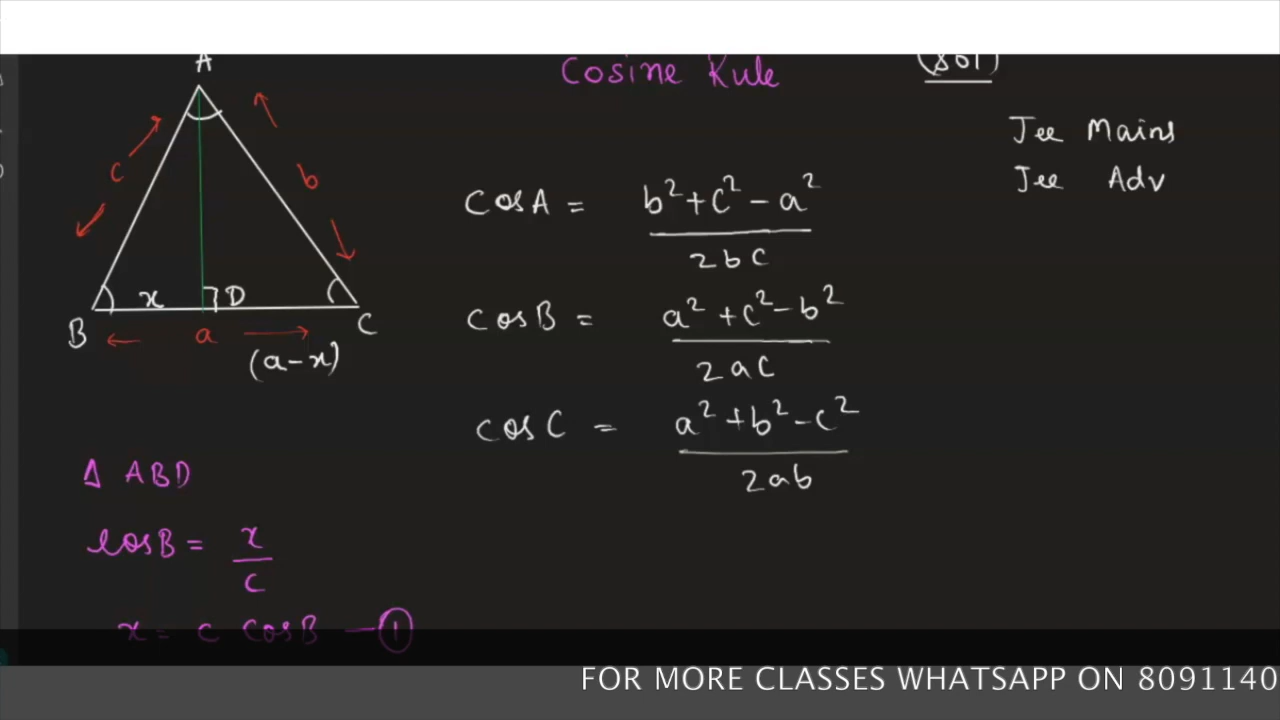 A
Cosine Rule
Jee Mains
Jee Adv
c
b
cosA = b²+c²-a² / 2bc
x
D
B
a
C
(a-x)
cosB = a²+c²-b² / 2ac
cosC = a²+b²-c² / 2ab
Δ ABD
cosB = x / c
x = c cosB —①
FOR MORE CLASSES WHATSAPP ON 8091140